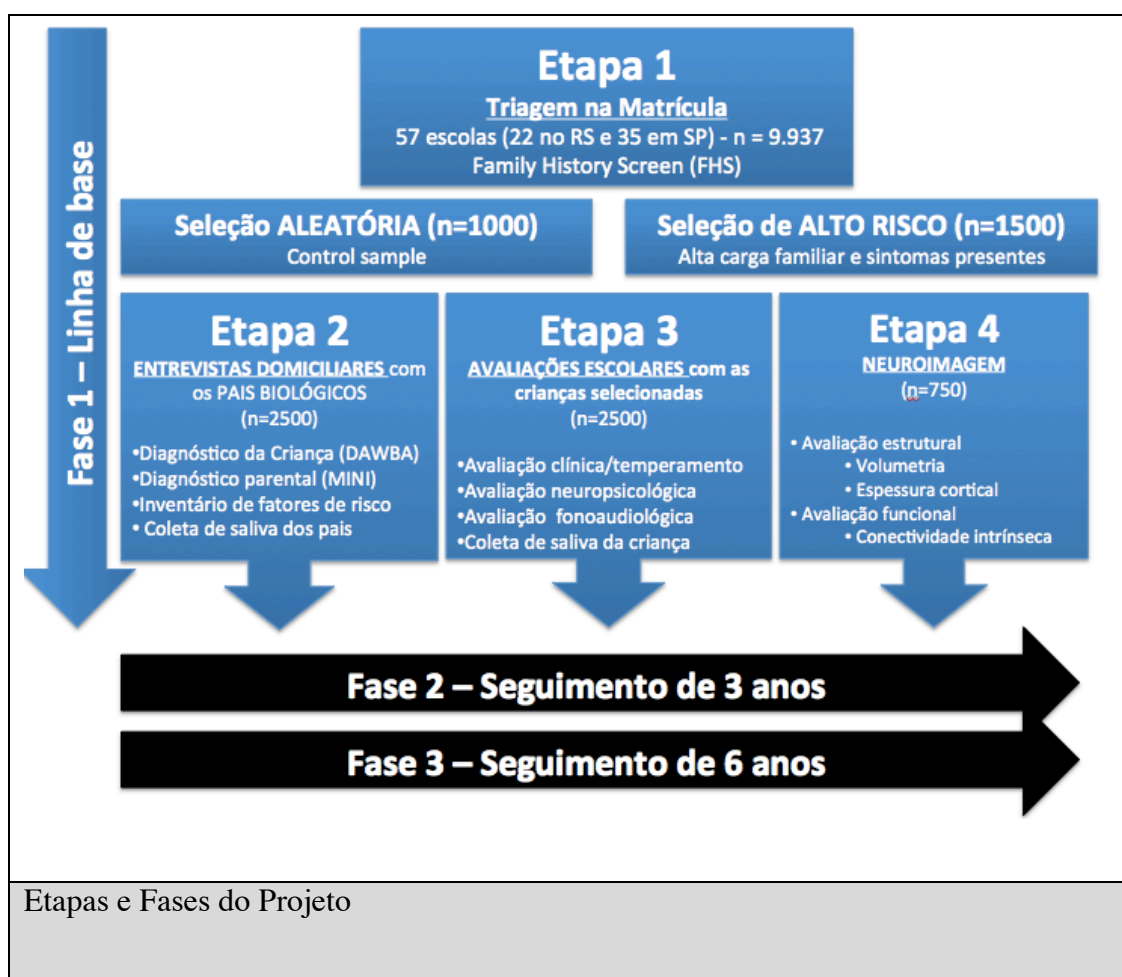 Fase 1 – Linha de base
Etapa 1
Triagem na Matrícula
57 escolas (22 no RS e 35 em SP) - n = 9.937
Family History Screen (FHS)
Seleção ALEATÓRIA (n=1000)
Control sample
Seleção de ALTO RISCO (n=1500)
Alta carga familiar e sintomas presentes
Etapa 2
ENTREVISTAS DOMICILIARES com
os PAIS BIOLÓGICOS
(n=2500)
•Diagnóstico da Criança (DAWBA)
•Diagnóstico parental (MINI)
•Inventário de fatores de risco
• Coleta de saliva dos pais
Etapa 3
AVALIAÇÕES ESCOLARES com as
crianças selecionadas
(n=2500)
•Avaliação clínica/temperamento
•Avaliação neuropsicológica
•Avaliação fonoaudiológica
•Coleta de saliva da criança
Etapa 4
NEUROIMAGEM
(n=750)
• Avaliação estrutural
• Volumetria
• Espessura cortical
• Avaliação funcional
• Conectividade intrínseca
Fase 2 – Seguimento de 3 anos
Fase 3 – Seguimento de 6 anos
Etapas e Fases do Projeto